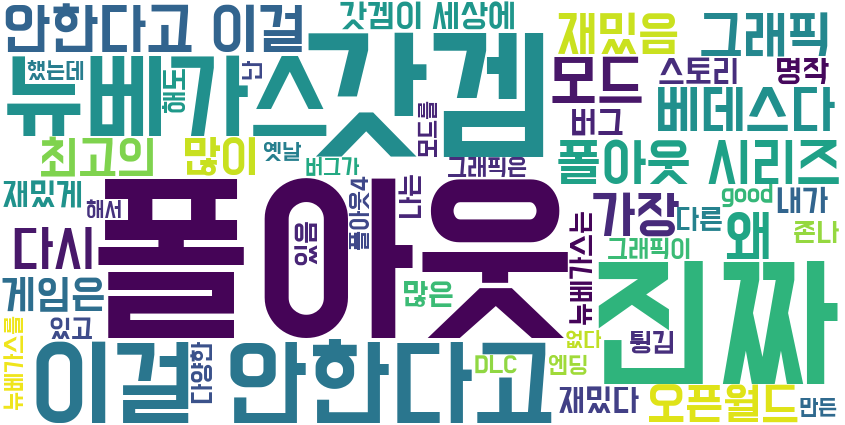 안한다고 이걸
갓겜이 세상에
재밌음
그래픽
했는데
난
해도
뉴베가스
갓겜
모드를
모드
스토리
명작
버그
베데스다
최고의
많이
옛날
버그가
그래픽은
폴아웃 시리즈
재밌게
해서
폴아웃
있음
폴아웃4
나는
뉴베가스는
가장
다른
good
내가
왜
존나
다시
그래픽이
게임은
많은
진짜
뉴베가스를
있고
다양한
이걸 안한다고
DLC
엔딩
없다
튕김
재밌다
오픈월드
만든